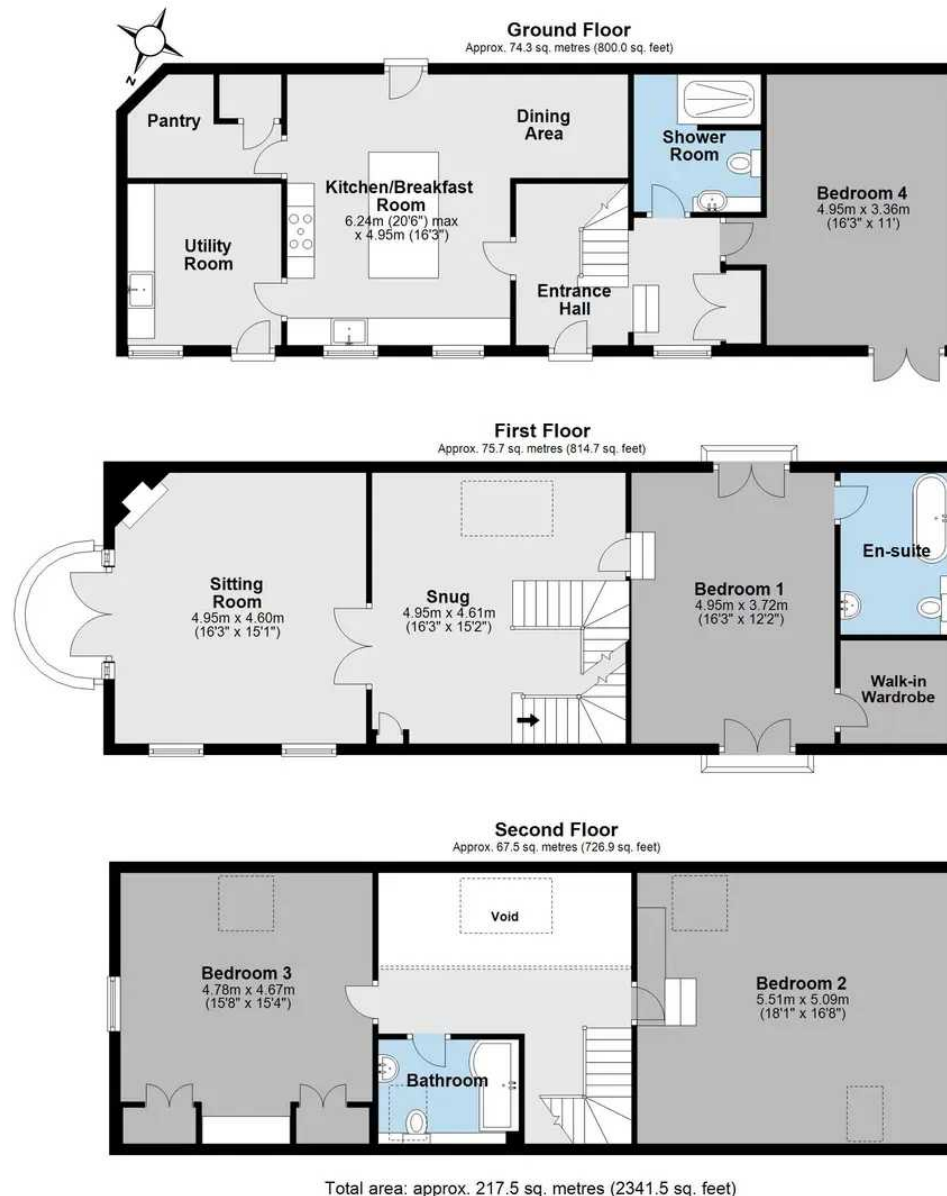 Ground Floor
Approx. 74.3 sq. metres (800.0 sq. feet)
z
Pantry
Dining
Area
Shower
Room
Kitchen/Breakfast
Room
6.24m (20'6") max
x 4.95m (16'3")
Bedroom 4
4.95m x 3.36m
(16'3" x 11')
Utility
Room
Entrance
Hall
First Floor
Approx. 75.7 sq. metres (814.7 sq. feet)
Sitting
Room
4.95m x 4.60m
(16'3" x 15'1")
Snug
4.95m x 4.61m
(16'3" x 15'2")
Bedroom 1
4.95m x 3.72m
(16'3" x 12'2")
En-suite
Walk-in
Wardrobe
Second Floor
Approx. 67.5 sq. metres (726.9 sq. feet)
Void
Bedroom 3
4.78m x 4.67m
(15'8" x 15'4")
Bedroom 2
5.51m x 5.09m
(18'1" x 16'8")
Bathroom
Total area: approx. 217.5 sq. metres (2341.5 sq. feet)